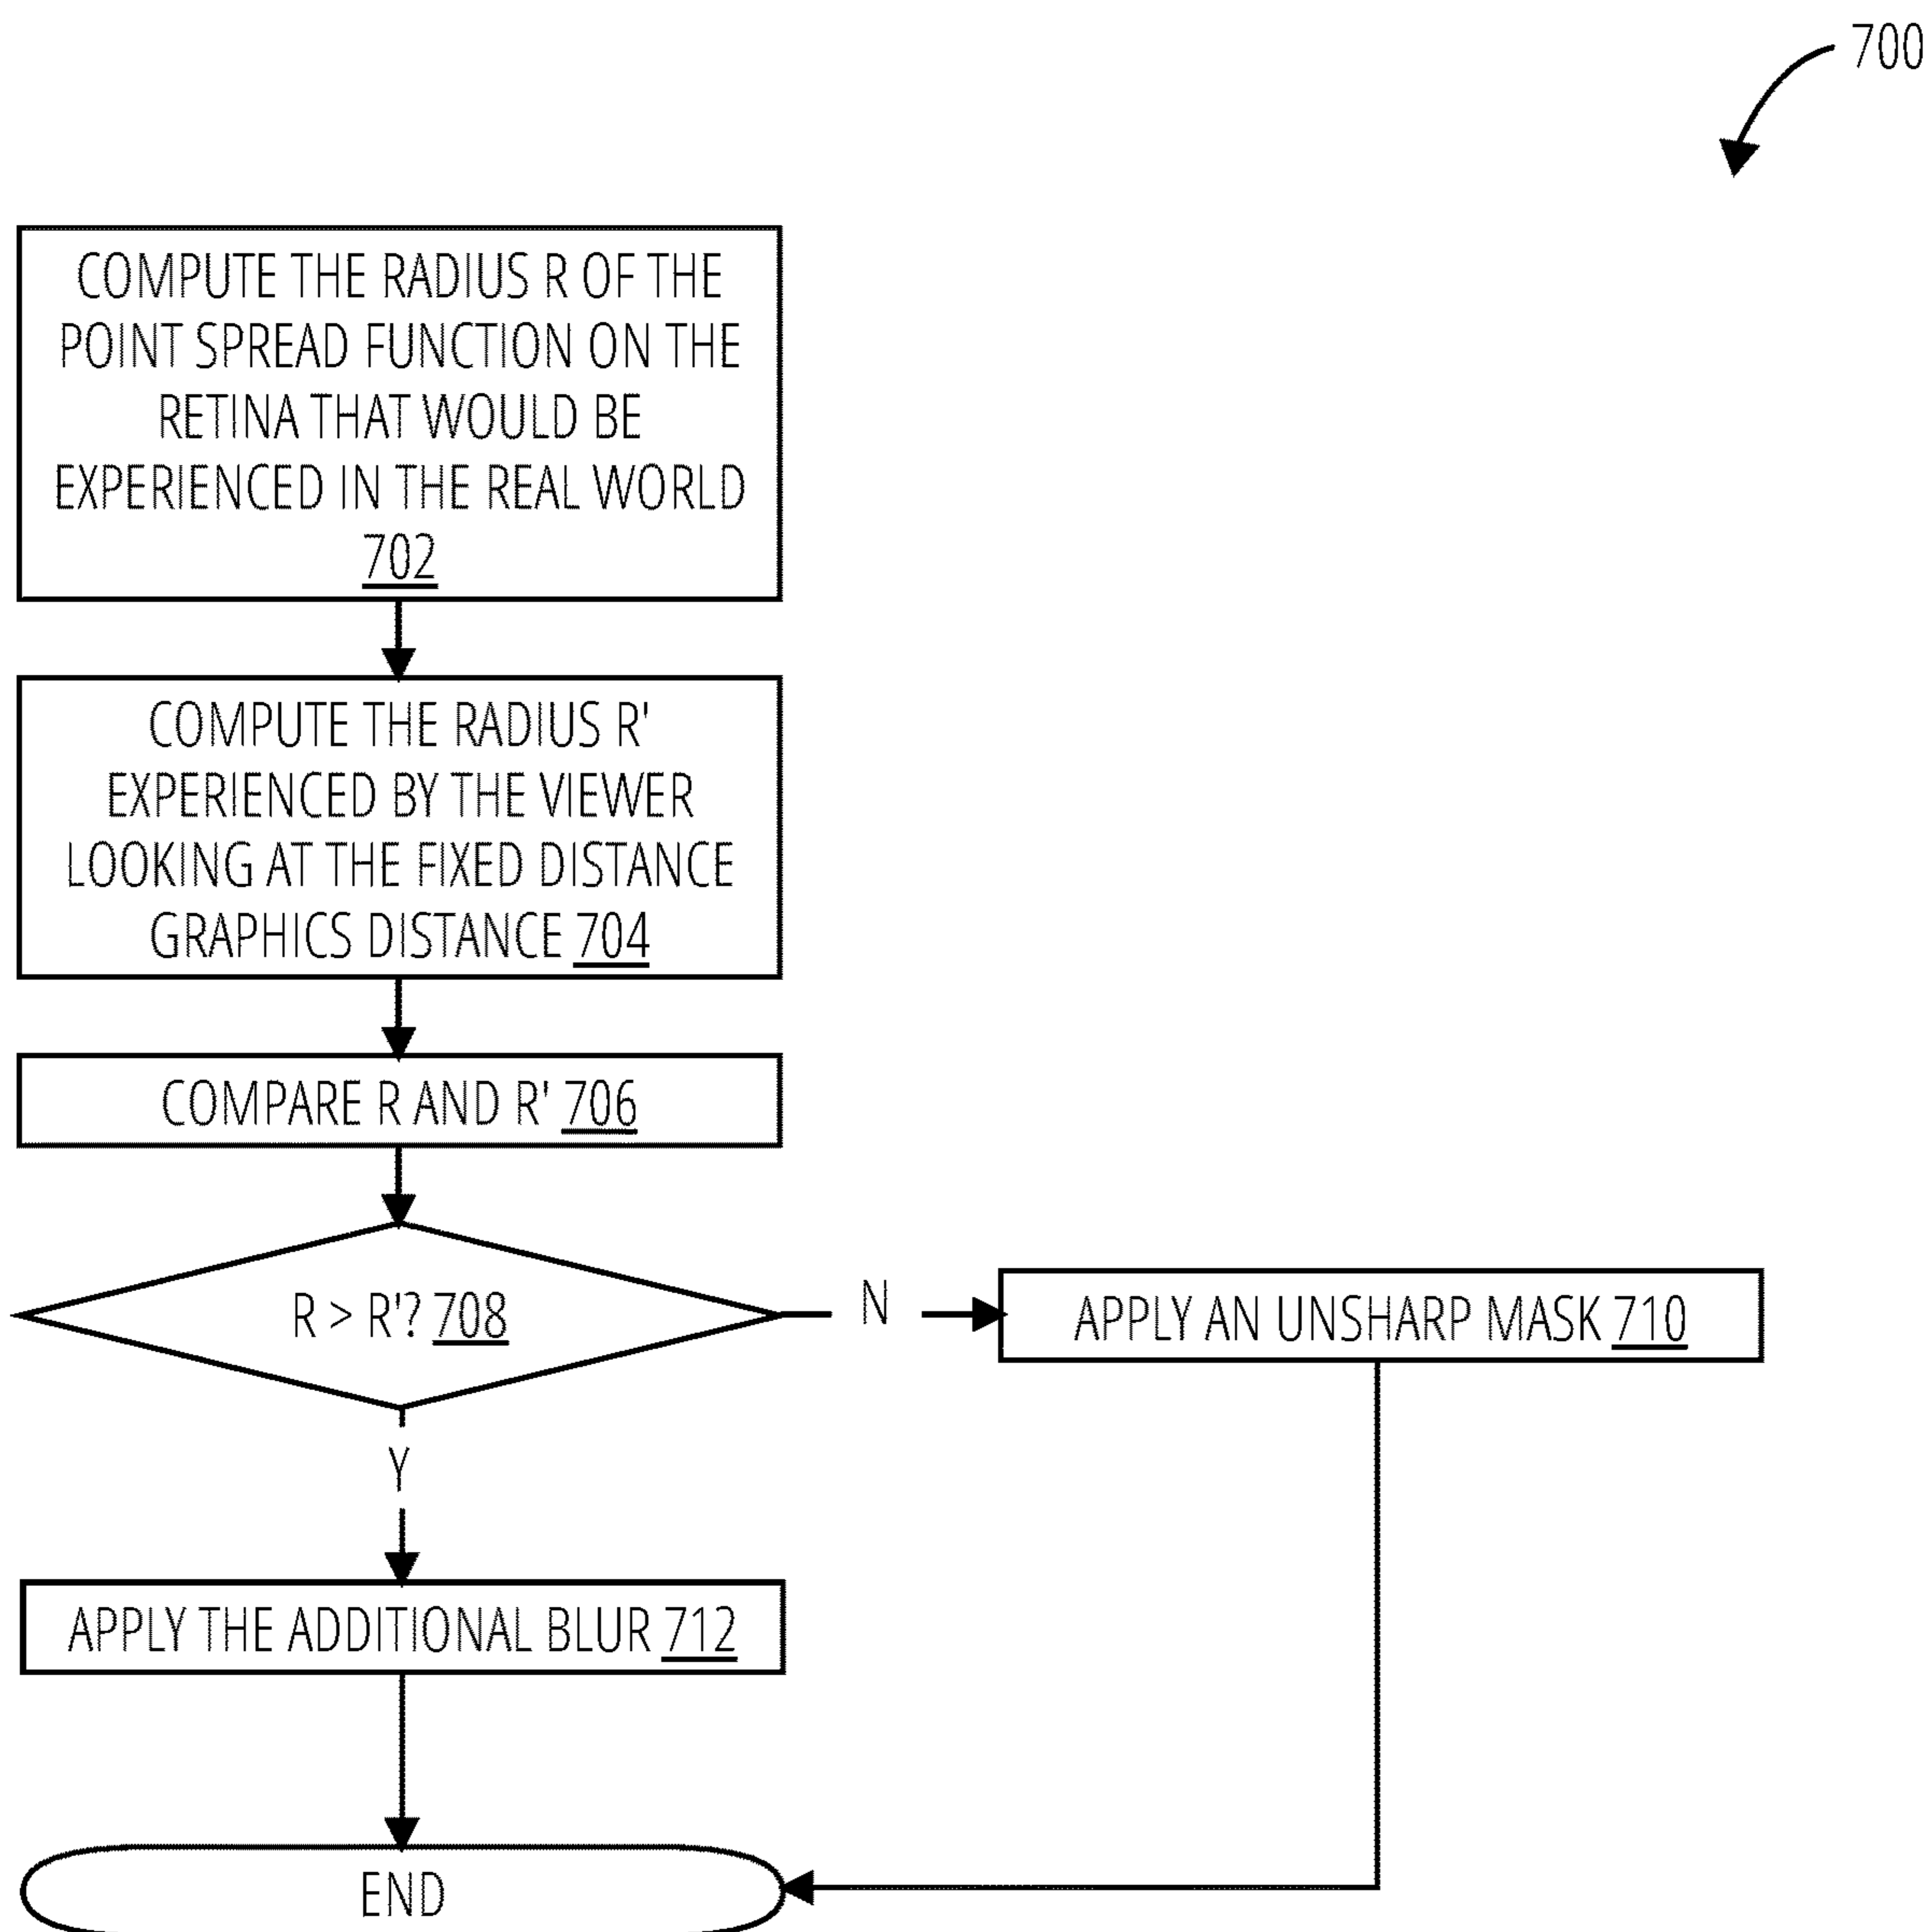 700
COMPUTE THE RADIUS R OF THE
POINT SPREAD FUNCTION ON THE
RETINA THAT WOULD BE
EXPERIENCED IN THE REAL WORLD
702
COMPUTE THE RADIUS R'
EXPERIENCED BY THE VIEWER
LOOKING AT THE FIXED DISTANCE
GRAPHICS DISTANCE 704
COMPARE R AND R' 706
R > R'? 708
N
APPLY AN UNSHARP MASK 710
Y
APPLY THE ADDITIONAL BLUR 712
END